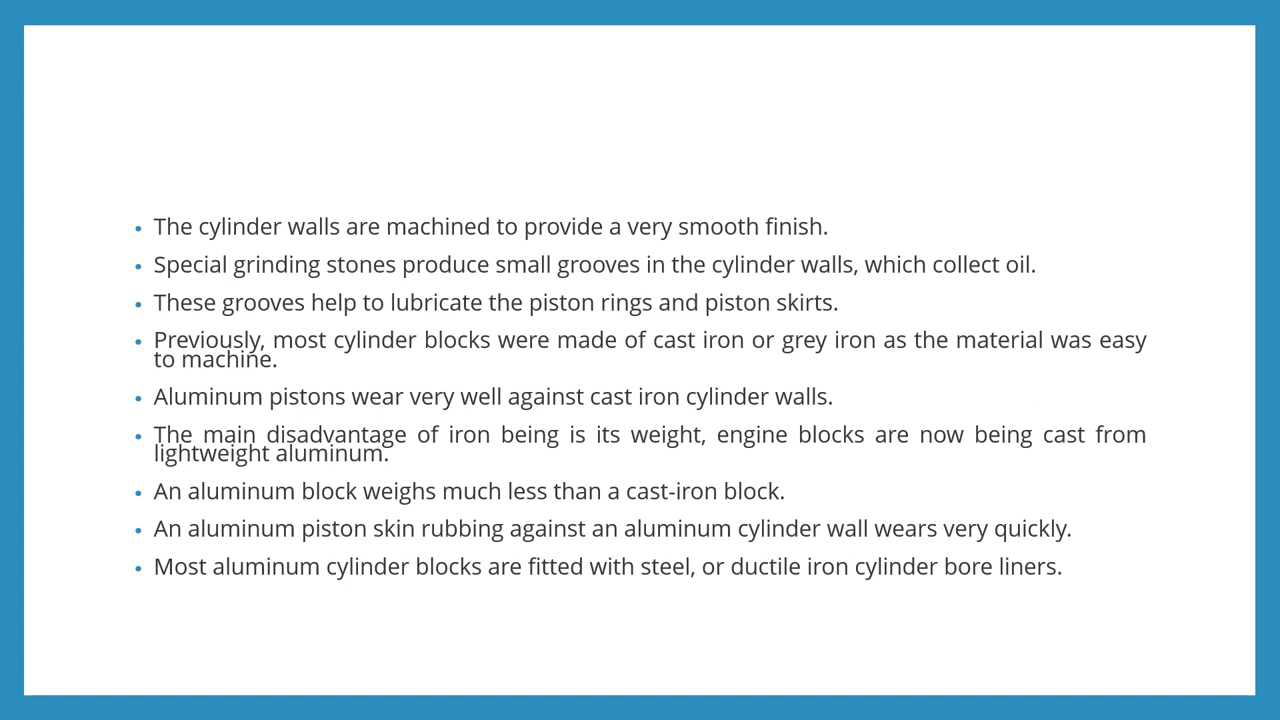 • The cylinder walls are machined to provide a very smooth finish.
• Special grinding stones produce small grooves in the cylinder walls, which collect oil.
• These grooves help to lubricate the piston rings and piston skirts.
• Previously, most cylinder blocks were made of cast iron or grey iron as the material was easy
to machine.
• Aluminum pistons wear very well against cast iron cylinder walls.
• The main disadvantage of iron being is its weight, engine blocks are now being cast from
lightweight aluminum.
• An aluminum block weighs much less than a cast-iron block.
• An aluminum piston skin rubbing against an aluminum cylinder wall wears very quickly.
• Most aluminum cylinder blocks are fitted with steel, or ductile iron cylinder bore liners.